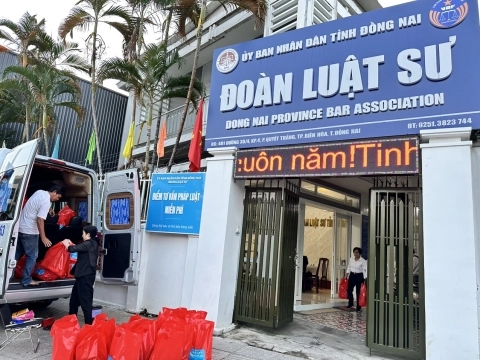 ỦY BAN NHÂN DÂN TỈNH ĐỒNG NAI
ĐOÀN LUẬT SƯ
DONG NAI PROVINCE BAR ASSOCIATION
ĐT: 0251.3823 744
:uôn năm!Tinh
ĐIỂM TƯ VẤN PHÁP LUẬT
MIỄN PHÍ